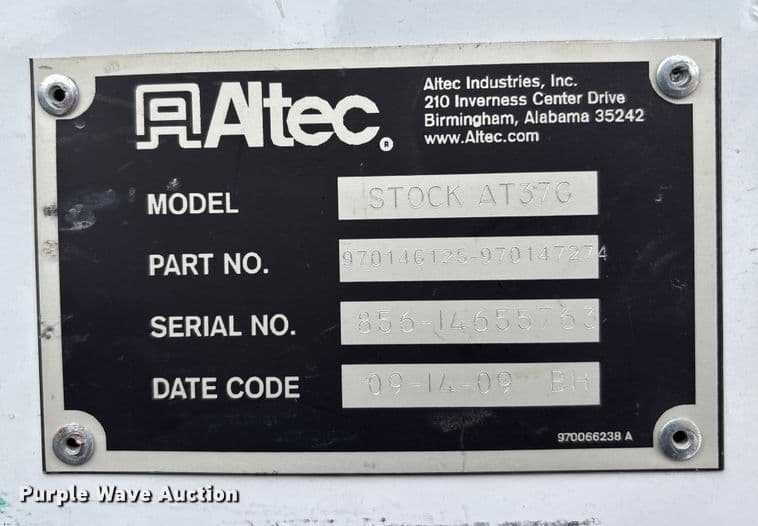 Altec®
Altec Industries, Inc.
210 Inverness Center Drive
Birmingham, Alabama 35242
www.Altec.com
MODEL STOCK AT37G
PART NO. 97014612S-970147274
SERIAL NO. 856-14655763
DATE CODE 09-14-09 BH
970066238 A
Purple Wave Auction